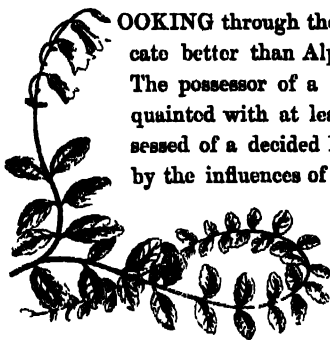 OOKING through the
cate better than Alp
The possessor of a
quainted with at leas
sessed of a decided l
by the influences of